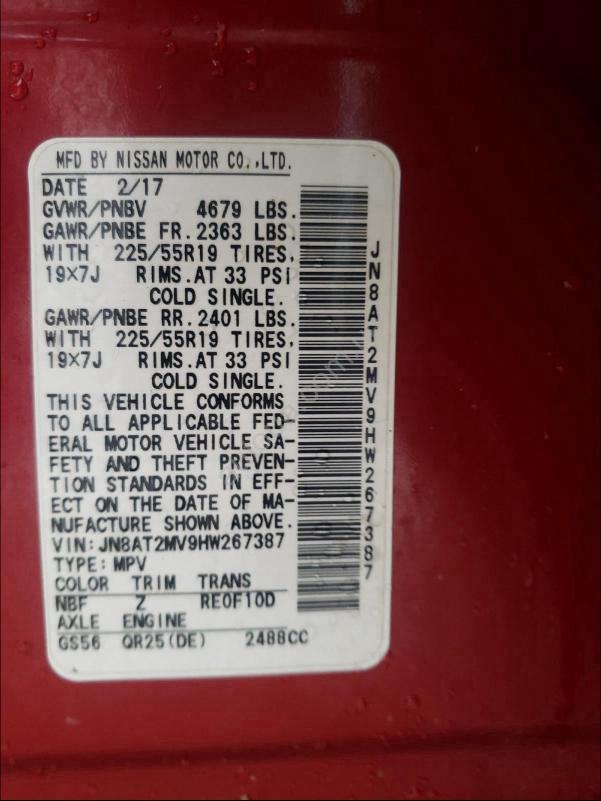 MFD BY NISSAN MOTOR CO.,LTD.
DATE 2/17
GVWR/PNBV 4679 LBS.
GAWR/PNBE FR.2363 LBS.
WITH 225/55R19 TIRES,
19×7J RIMS.AT 33 PSI
COLD SINGLE.
GAWR/PNBE RR.2401 LBS.
WITH 225/55R19 TIRES,
19×7J RIMS.AT 33 PSI
COLD SINGLE.
THIS VEHICLE CONFORMS
TO ALL APPLICABLE FED-
ERAL MOTOR VEHICLE SA-
FETY AND THEFT PREVEN-
TION STANDARDS IN EFF-
ECT ON THE DATE OF MA-
NUFACTURE SHOWN ABOVE.
VIN:JN8AT2MV9HW267387
TYPE:MPV
COLOR TRIM TRANS
NBF Z RE0F10D
AXLE ENGINE
GS56 QR25(DE) 2488CC
JN8AT2MV9HW267387